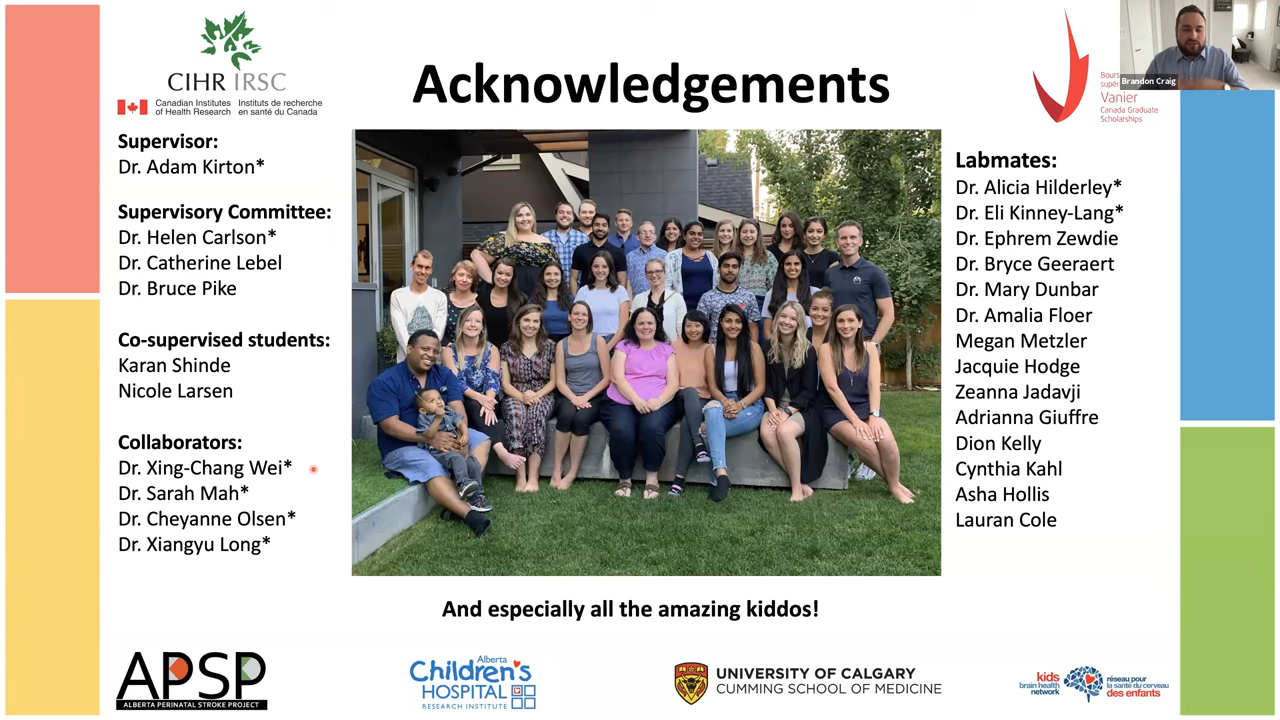 CIHR IRSC
Canadian Institutes of Health Research
Instituts de recherche en santé du Canada
Acknowledgements
Bours
supér
Vanier
Canada Graduate
Scholarships
Brandon Craig
Supervisor:
Dr. Adam Kirton*
Supervisory Committee:
Dr. Helen Carlson*
Dr. Catherine Lebel
Dr. Bruce Pike
Co-supervised students:
Karan Shinde
Nicole Larsen
Collaborators:
Dr. Xing-Chang Wei*
Dr. Sarah Mah*
Dr. Cheyanne Olsen*
Dr. Xiangyu Long*
Labmates:
Dr. Alicia Hilderley*
Dr. Eli Kinney-Lang*
Dr. Ephrem Zewdie
Dr. Bryce Geeraert
Dr. Mary Dunbar
Dr. Amalia Floer
Megan Metzler
Jacquie Hodge
Zeanna Jadavji
Adrianna Giuffre
Dion Kelly
Cynthia Kahl
Asha Hollis
Lauran Cole
And especially all the amazing kiddos!
APSP
ALBERTA PERINATAL STROKE PROJECT
Alberta
Children's
HOSPITAL
RESEARCH INSTITUTE
UNIVERSITY OF CALGARY
CUMMING SCHOOL OF MEDICINE
kids
brain health
network
réseau pour
la santé du cerveau
des enfants